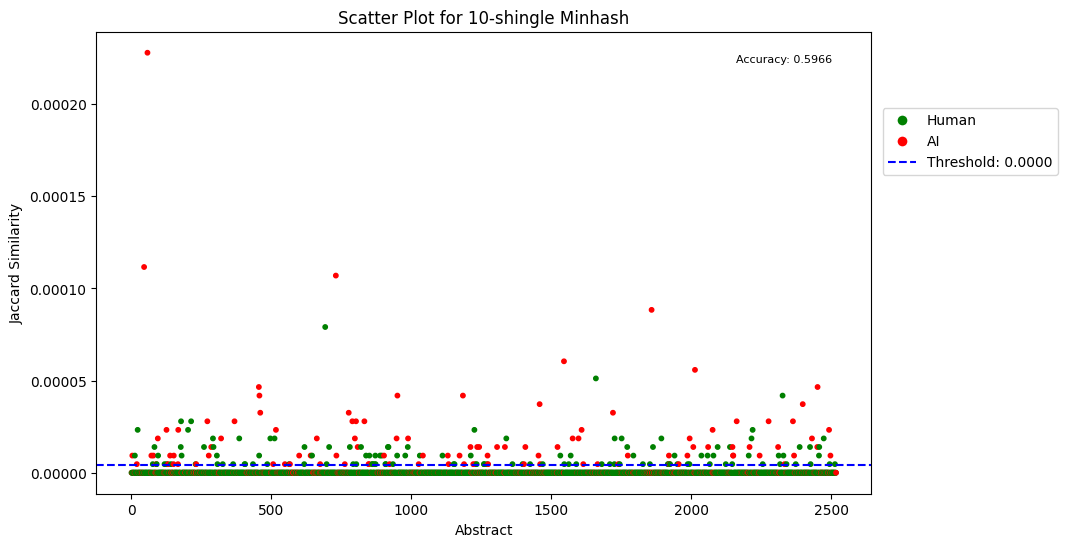 Scatter Plot for 10-shingle Minhash
Accuracy: 0.5966
Human
AI
Threshold: 0.0000
Jaccard Similarity
0.00020
0.00015
0.00010
0.00005
0.00000
0
500
1000
1500
2000
2500
Abstract